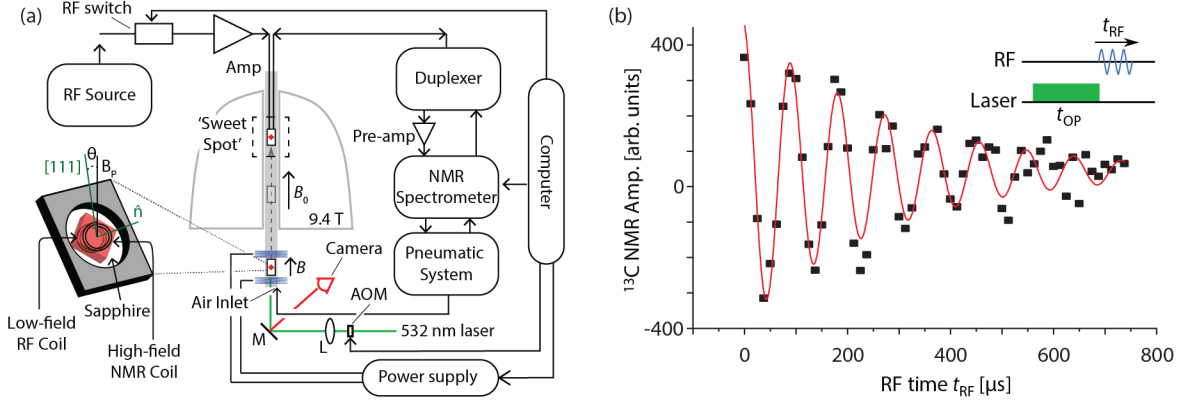 (a)
RF switch
RF Source
Amp
Duplexer
Pre-amp
NMR
Spectrometer
Pneumatic
System
Computer
'Sweet
Spot'
B₀
9.4 T
[111]
θ
Bₚ
n̂
Sapphire
Low-field
RF Coil
High-field
NMR Coil
B
Camera
Air Inlet
AOM
M
L
532 nm laser
Power supply
(b)
¹³C NMR Amp. [arb. units]
400
0
-400
0
200
400
600
800
RF time t_RF [µs]
t_RF
RF
Laser
t_OP